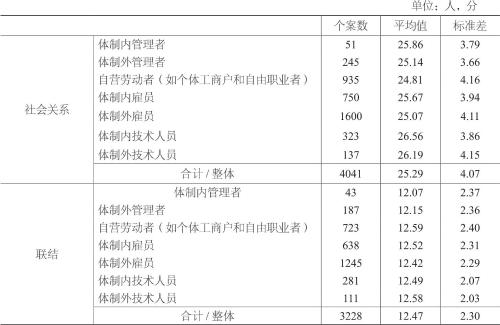 单位：人，分
个案数 平均值 标准差
社会关系
体制内管理者 51 25.86 3.79
体制外管理者 245 25.14 3.66
自营劳动者（如个体工商户和自由职业者） 935 24.81 4.16
体制内雇员 750 25.67 3.94
体制外雇员 1600 25.07 4.11
体制内技术人员 323 26.56 3.86
体制外技术人员 137 26.19 4.15
合计/整体 4041 25.29 4.07
联结
体制内管理者 43 12.07 2.37
体制外管理者 187 12.15 2.36
自营劳动者（如个体工商户和自由职业者） 723 12.59 2.40
体制内雇员 638 12.52 2.31
体制外雇员 1245 12.42 2.29
体制内技术人员 281 12.49 2.07
体制外技术人员 111 12.58 2.03
合计/整体 3228 12.47 2.30